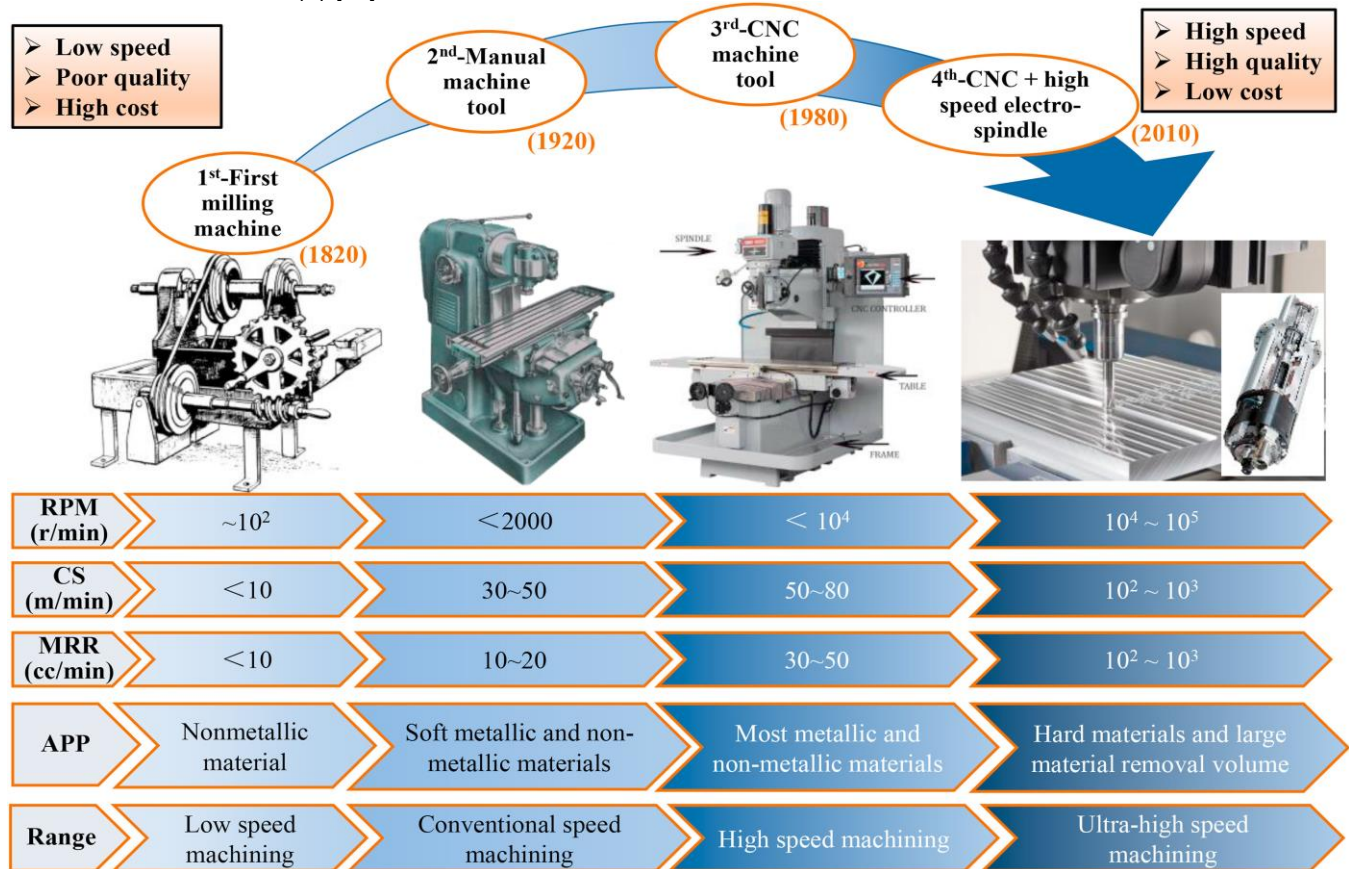 ➢ Low speed
➢ Poor quality
➢ High cost
1st-First
milling
machine
(1820)
2nd-Manual
machine
tool
(1920)
3rd-CNC
machine
tool
(1980)
4th-CNC + high
speed electro-
spindle
(2010)
➢ High speed
➢ High quality
➢ Low cost
SPINDLE
CNC CONTROLLER
TABLE
FRAME
RPM
(r/min)
~10²
<2000
< 10⁴
10⁴ ~ 10⁵
CS
(m/min)
<10
30~50
50~80
10² ~ 10³
MRR
(cc/min)
<10
10~20
30~50
10² ~ 10³
APP
Nonmetallic
material
Soft metallic and non-
metallic materials
Most metallic and
non-metallic materials
Hard materials and large
material removal volume
Range
Low speed
machining
Conventional speed
machining
High speed machining
Ultra-high speed
machining